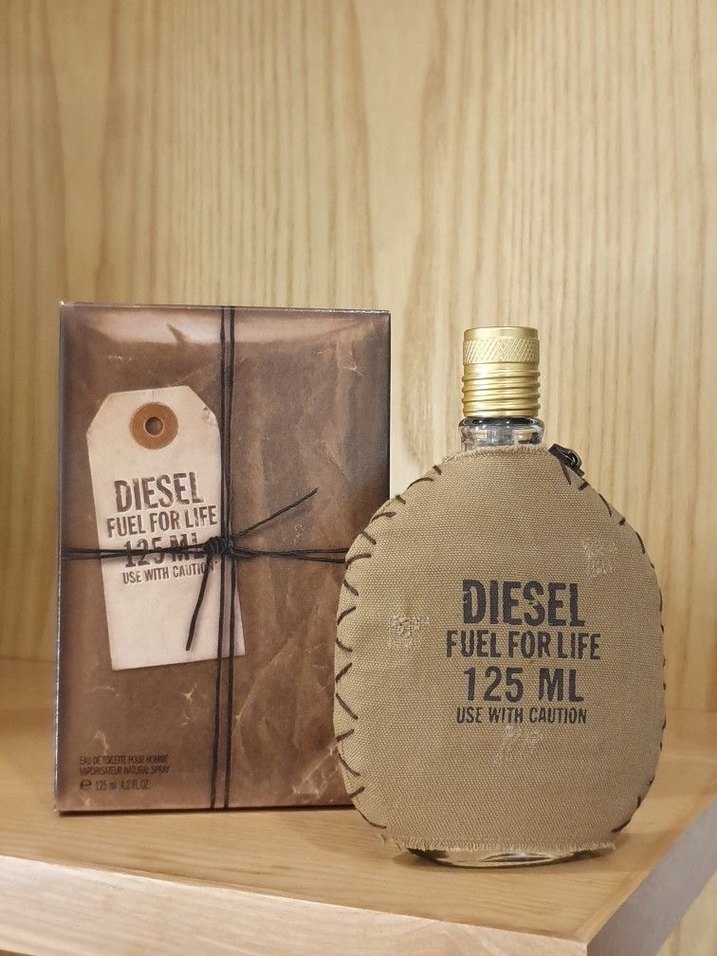 DIESEL
FUEL FOR LIFE
125 ML
USE WITH CAUTION
EAU DE TOILETTE POUR HOMME
VAPORISATEUR NATURAL SPRAY
e 125 ml 4.2 FL.OZ
DIESEL
FUEL FOR LIFE
125 ML
USE WITH CAUTION